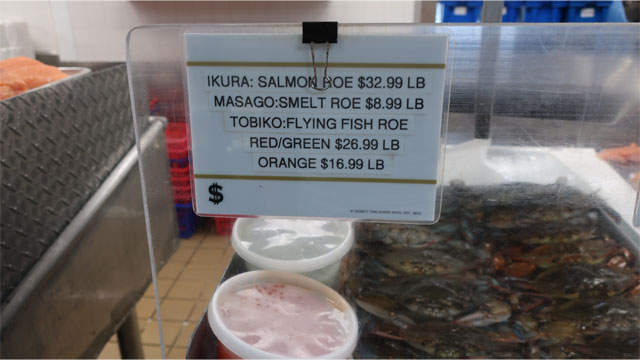 IKURA: SALMON ROE $32.99 LB
MASAGO:SMELT ROE $8.99 LB
TOBIKO:FLYING FISH ROE
RED/GREEN $26.99 LB
ORANGE $16.99 LB
$